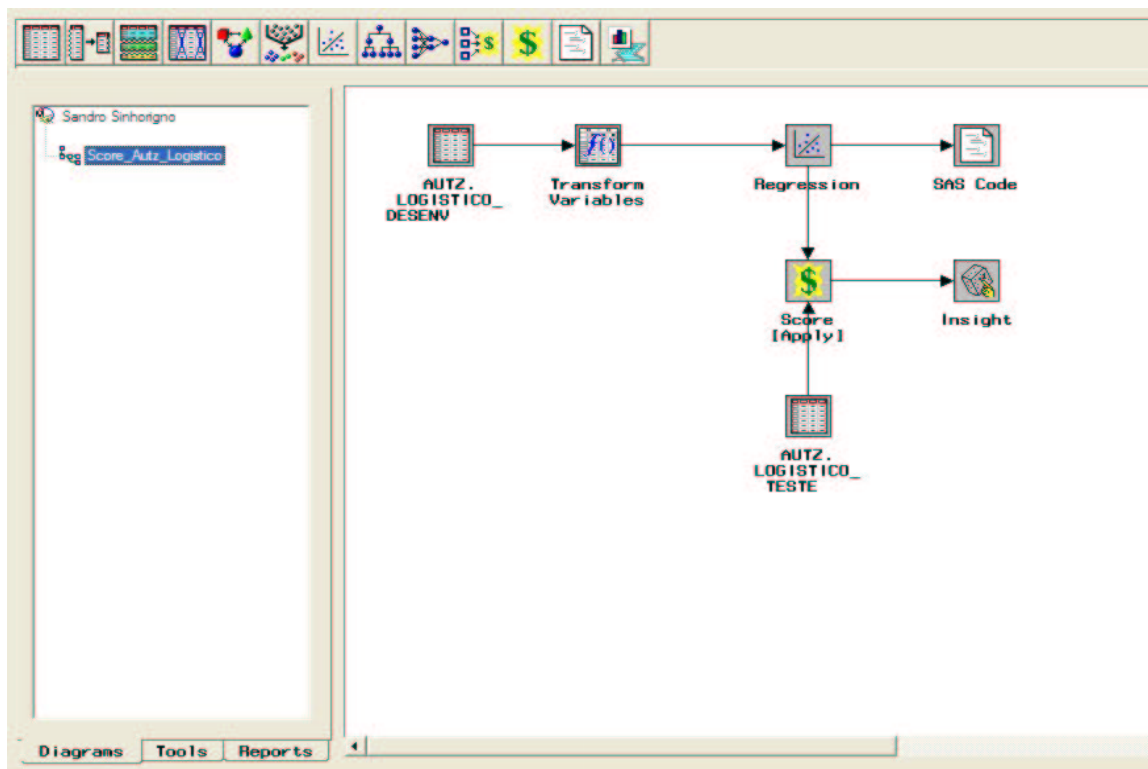 Sandro Sinhorigno
Score_Autz_Logistico
AUTZ.
LOGISTICO_
DESENV
Transform
Variables
Regression
SAS Code
Score
[Apply]
Insight
AUTZ.
LOGISTICO_
TESTE
Diagrams
Tools
Reports